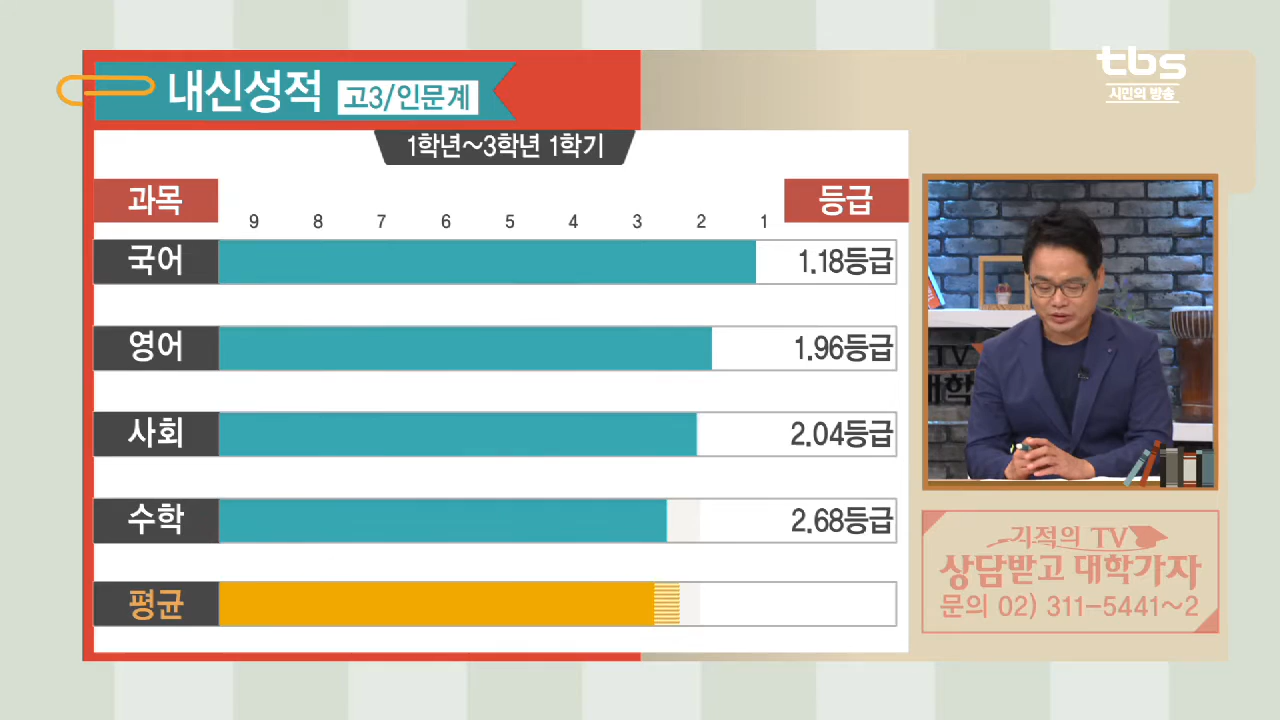 내신성적 고3/인문계
tbs
시민의 방송
1학년~3학년 1학기
과목
등급
9 8 7 6 5 4 3 2 1
국어 1.18등급
영어 1.96등급
사회 2.04등급
수학 2.68등급
평균
TV
대학
기적의 TV
상담받고 대학가자
문의 02) 311-5441~2